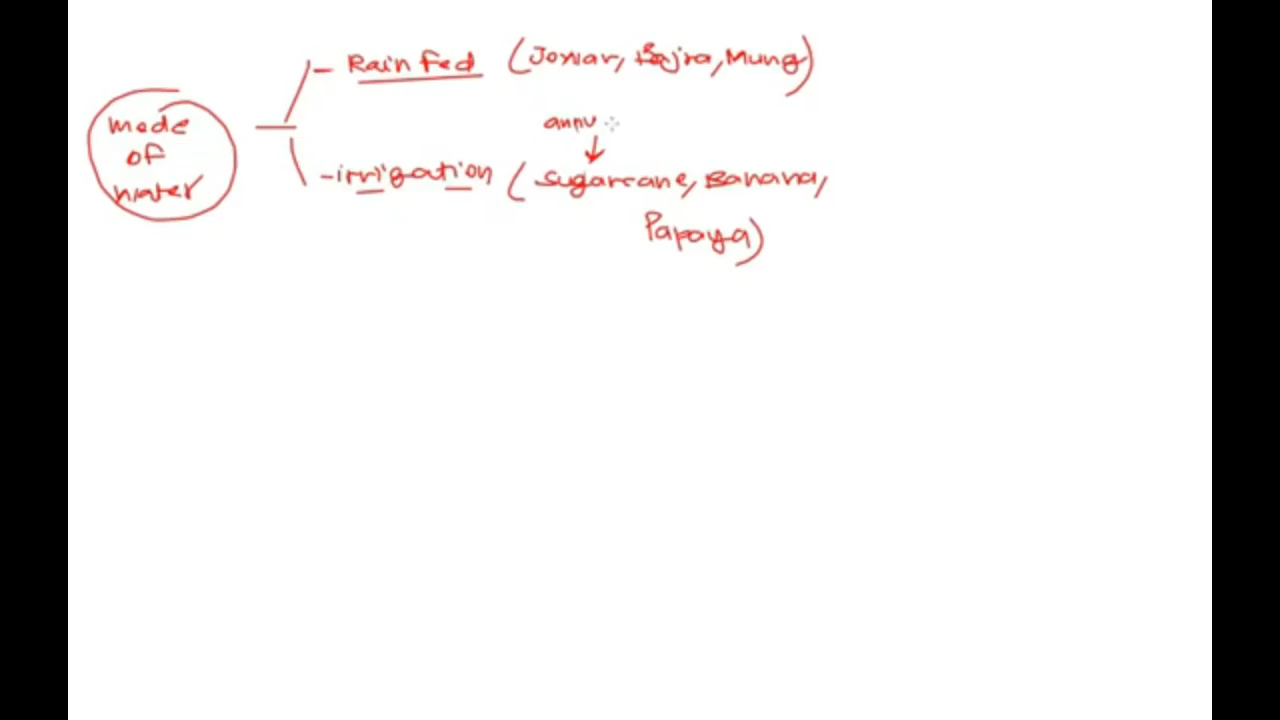 Rain fed (Jowar, Bajra, Mung)
mode
of
water
annu
-irrigation (Sugarcane, Banana,
Papaya)